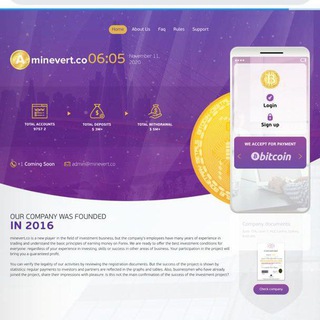 Home About Us Faq Rules Support
A minevert.co 06:05 november 11, 2020
TOTAL ACCOUNTS
9757.2
TOTAL DEPOSITS
$ 3M+
TOTAL WITHDRAWAL
$ 5M+
+1 Coming Soon
admin@minevert.co
Login
Sign up
WE ACCEPT FOR PAYMENT
bitcoin
OUR COMPANY WAS FOUNDED
IN 2016
minevert.co is a new player in the field of investment business, but the company's employees have many years of experience in
trading and understand the basic principles of earning money on Forex. We are ready to offer the best investment conditions for
everyone regardless of your experience in investing, skills or success in other areas of business. Your participation in the project will
bring you a guaranteed profit.
You can verify the legality of our activities by reviewing the registration documents. But the success of the project is shown by
statistics: regular payments to investors and partners are reflected in the graphs and tables. Also, businessmen who have already
joined the project, share their impressions with pleasure. Is this not the main confirmation of the success of the investment project?
Company documents
Check company